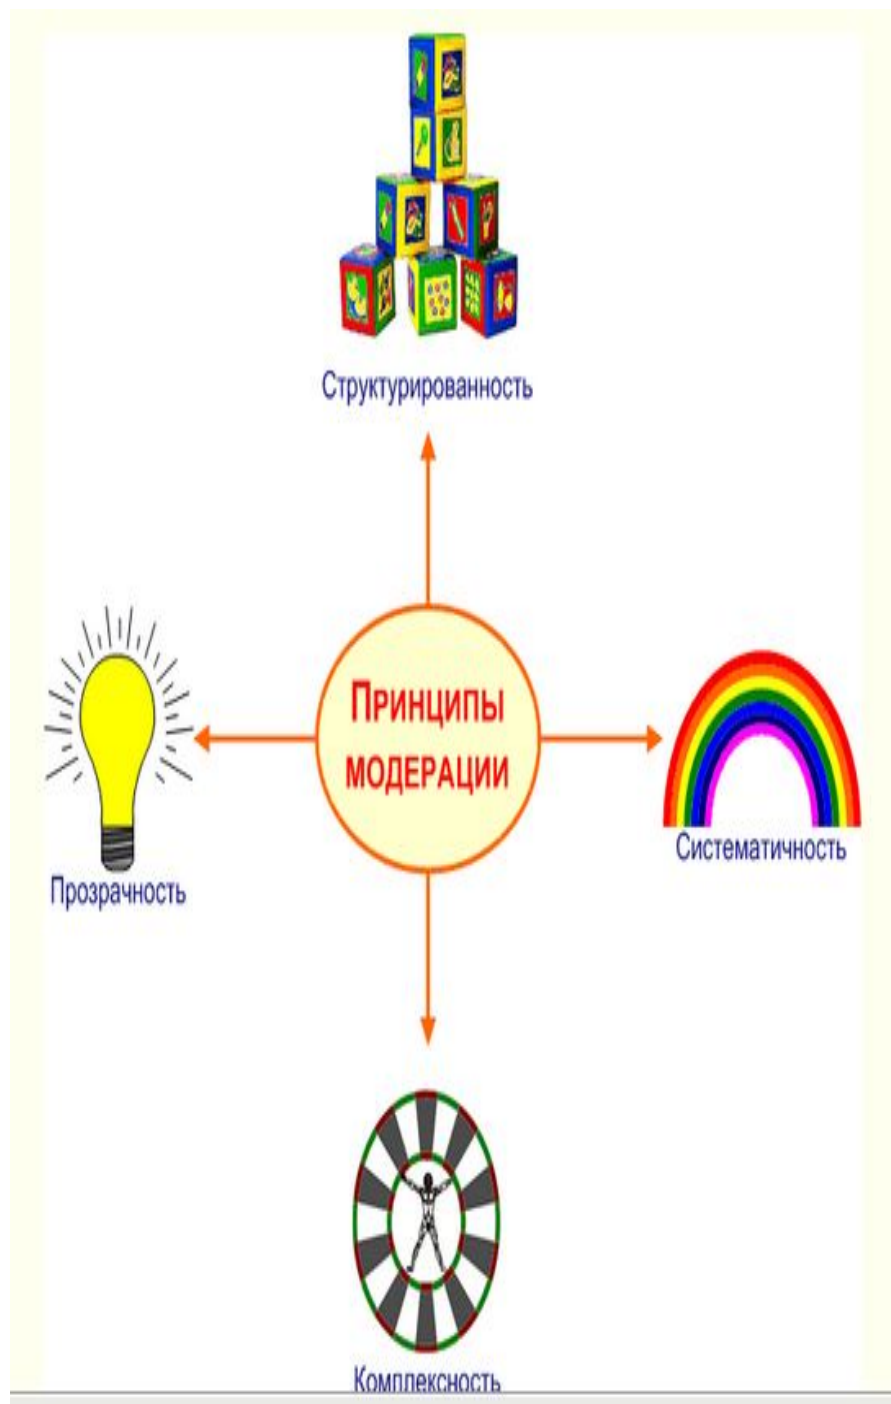 Структурированность
Принципы
модерации
Прозрачность
Систематичность
Комплексность